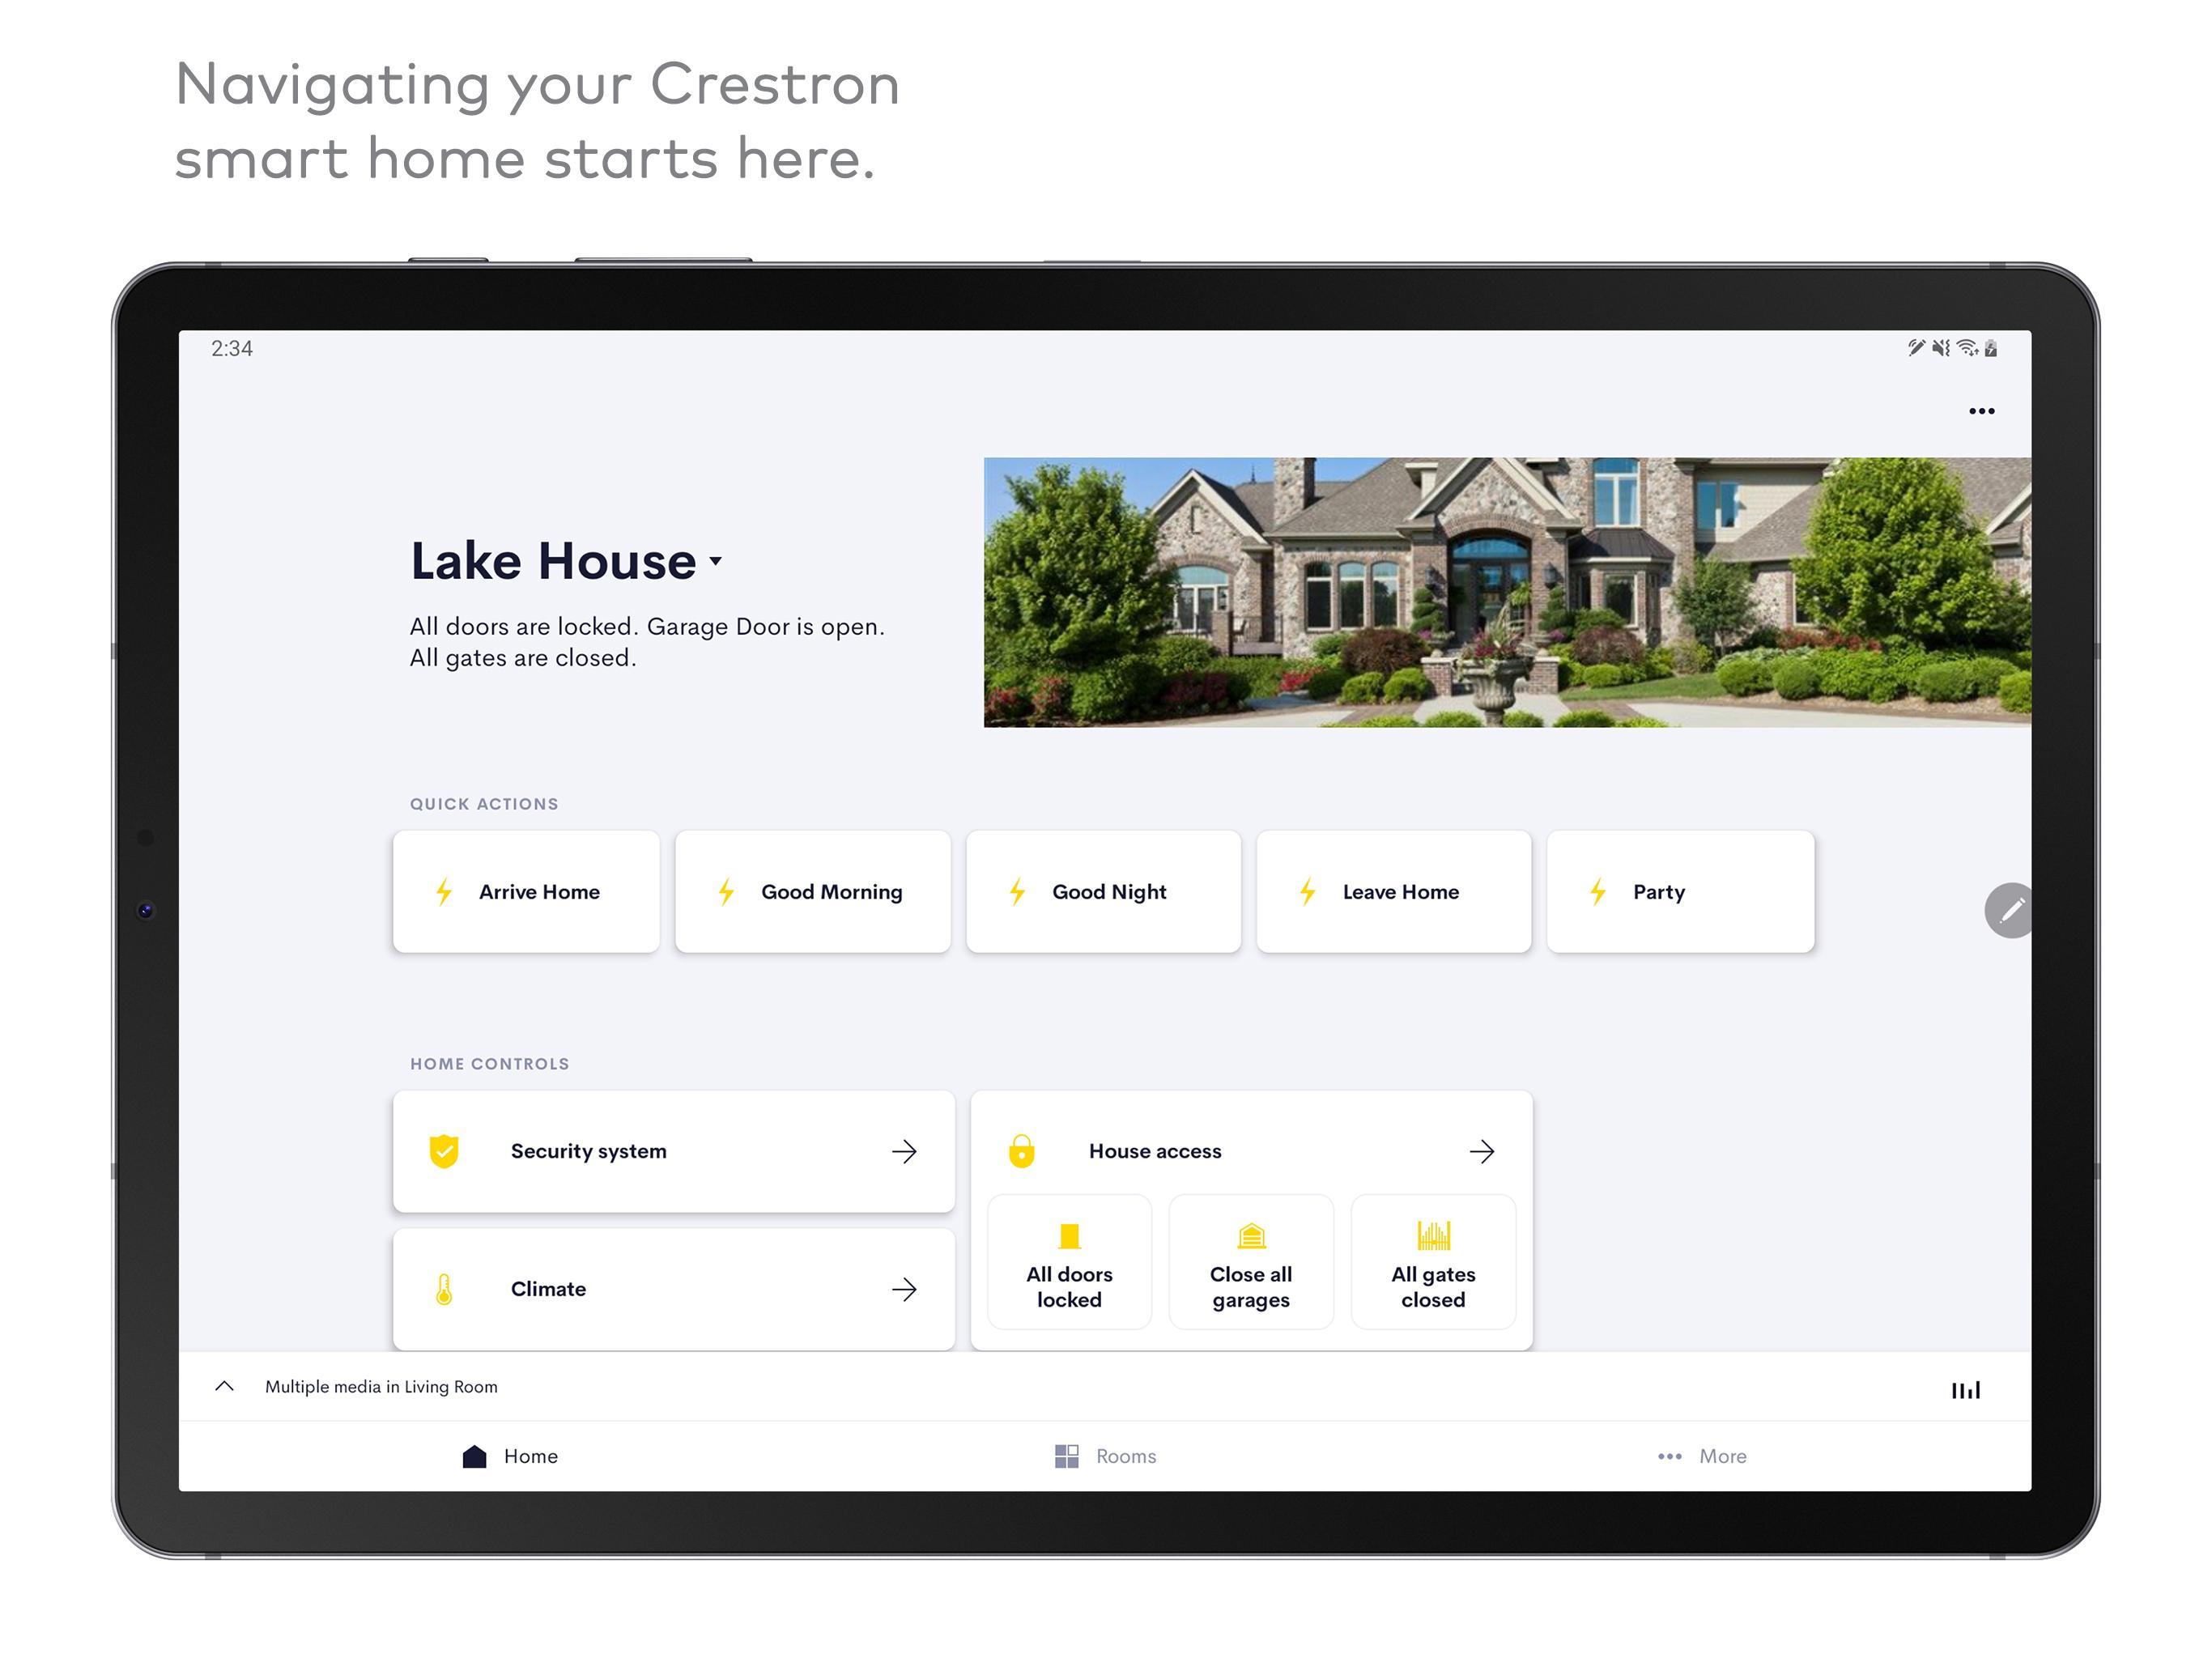 Navigating your Crestron
smart home starts here.
2:34
Lake House
All doors are locked. Garage Door is open.
All gates are closed.
QUICK ACTIONS
Arrive Home
Good Morning
Good Night
Leave Home
Party
HOME CONTROLS
Security system
House access
Climate
All doors
locked
Close all
garages
All gates
closed
Multiple media in Living Room
Home
Rooms
More